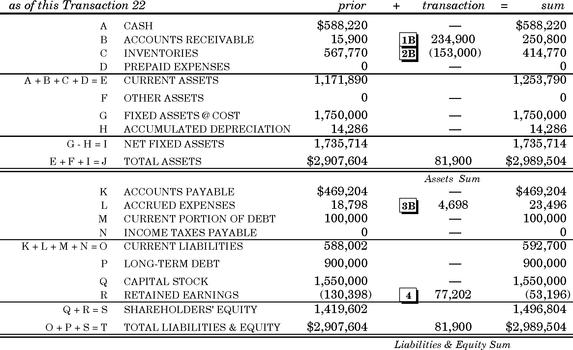 as of this Transaction 22 prior + transaction = sum
A CASH $588,220 — $588,220
B ACCOUNTS RECEIVABLE 15,900 1B 234,900 250,800
C INVENTORIES 567,770 2B (153,000) 414,770
D PREPAID EXPENSES 0 — 0
A + B + C + D = E CURRENT ASSETS 1,171,890 1,253,790
F OTHER ASSETS 0 — 0
G FIXED ASSETS @ COST 1,750,000 — 1,750,000
H ACCUMULATED DEPRECIATION 14,286 — 14,286
G - H = I NET FIXED ASSETS 1,735,714 1,735,714
E + F + I = J TOTAL ASSETS $2,907,604 81,900 $2,989,504
Assets Sum
K ACCOUNTS PAYABLE $469,204 — $469,204
L ACCRUED EXPENSES 18,798 3B 4,698 23,496
M CURRENT PORTION OF DEBT 100,000 — 100,000
N INCOME TAXES PAYABLE 0 — 0
K + L + M + N = O CURRENT LIABILITIES 588,002 592,700
P LONG-TERM DEBT 900,000 — 900,000
Q CAPITAL STOCK 1,550,000 — 1,550,000
R RETAINED EARNINGS (130,398) 4 77,202 (53,196)
Q + R = S SHAREHOLDERS' EQUITY 1,419,602 1,496,804
O + P + S = T TOTAL LIABILITIES & EQUITY $2,907,604 81,900 $2,989,504
Liabilities & Equity Sum